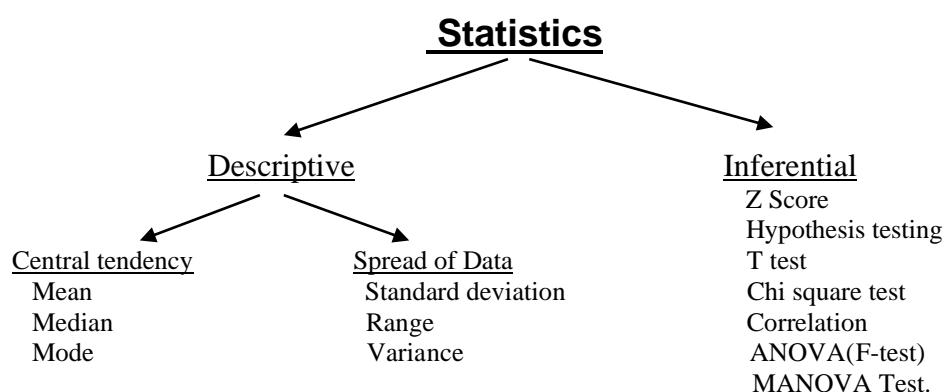 Statistics
Descriptive
Inferential
Z Score
Hypothesis testing
T test
Chi square test
Correlation
ANOVA(F-test)
MANOVA Test.
Central tendency
Mean
Median
Mode
Spread of Data
Standard deviation
Range
Variance